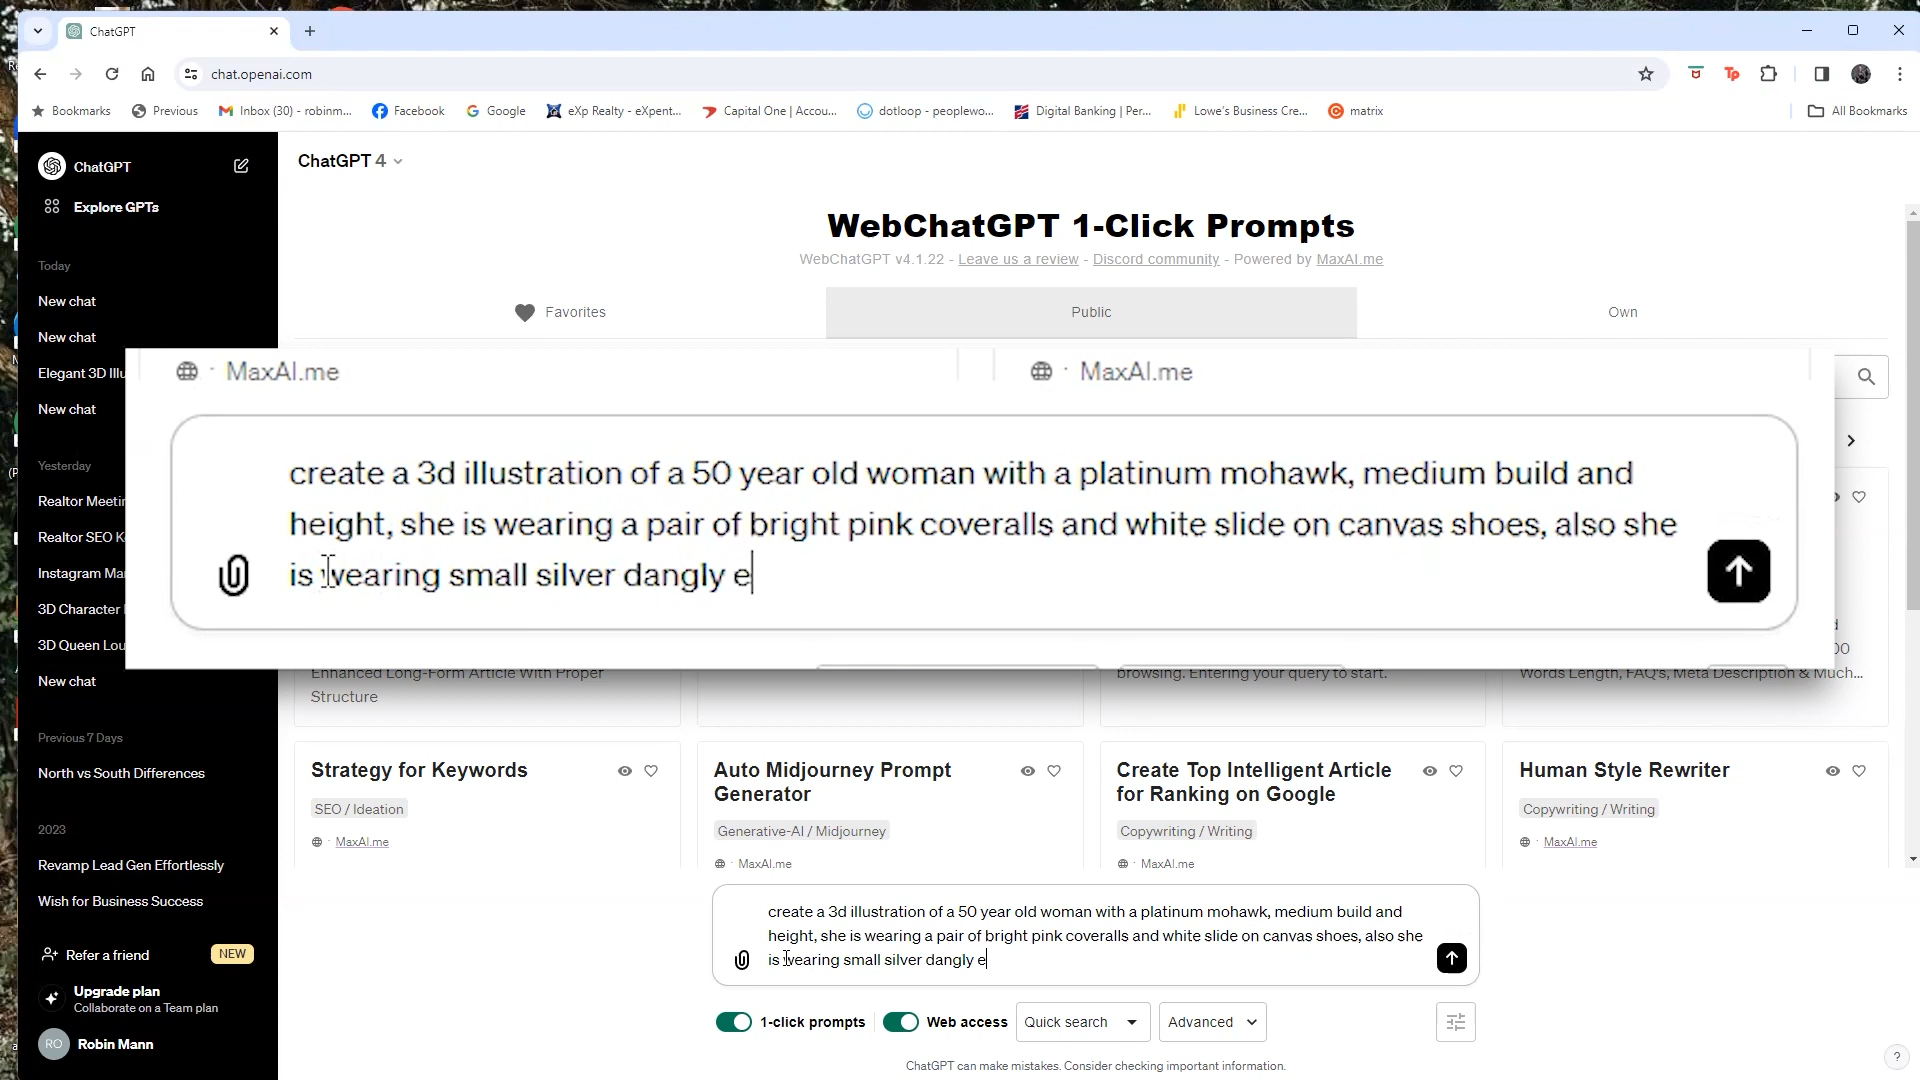 ChatGPT
chat.openai.com
Bookmarks
Previous
Inbox (30) - robinm...
Facebook
Google
eXp Realty - eXpent...
Capital One | Accou...
dotloop - peoplewo...
Digital Banking | Per...
Lowe's Business Cre...
matrix
All Bookmarks
ChatGPT
Explore GPTs
Today
New chat
New chat
Elegant 3D Illu
New chat
Yesterday
Realtor Meetin
Realtor SEO K
Instagram Ma
3D Character
3D Queen Lou
New chat
Previous 7 Days
North vs South Differences
2023
Revamp Lead Gen Effortlessly
Wish for Business Success
Refer a friend
NEW
Upgrade plan
Collaborate on a Team plan
RO
Robin Mann
ChatGPT 4
WebChatGPT 1-Click Prompts
WebChatGPT v4.1.22 - Leave us a review - Discord community - Powered by MaxAI.me
Favorites
Public
Own
MaxAI.me
MaxAI.me
create a 3d illustration of a 50 year old woman with a platinum mohawk, medium build and
height, she is wearing a pair of bright pink coveralls and white slide on canvas shoes, also she
is wearing small silver dangly e
Enhanced Long-Form Article With Proper
Structure
browsing. Entering your query to start.
Words Length, FAQ's, Meta Description & Much...
Strategy for Keywords
SEO / Ideation
MaxAI.me
Auto Midjourney Prompt
Generator
Generative-AI / Midjourney
MaxAI.me
Create Top Intelligent Article
for Ranking on Google
Copywriting / Writing
MaxAI.me
Human Style Rewriter
Copywriting / Writing
MaxAI.me
create a 3d illustration of a 50 year old woman with a platinum mohawk, medium build and
height, she is wearing a pair of bright pink coveralls and white slide on canvas shoes, also she
is wearing small silver dangly e
1-click prompts
Web access
Quick search
Advanced
ChatGPT can make mistakes. Consider checking important information.
?